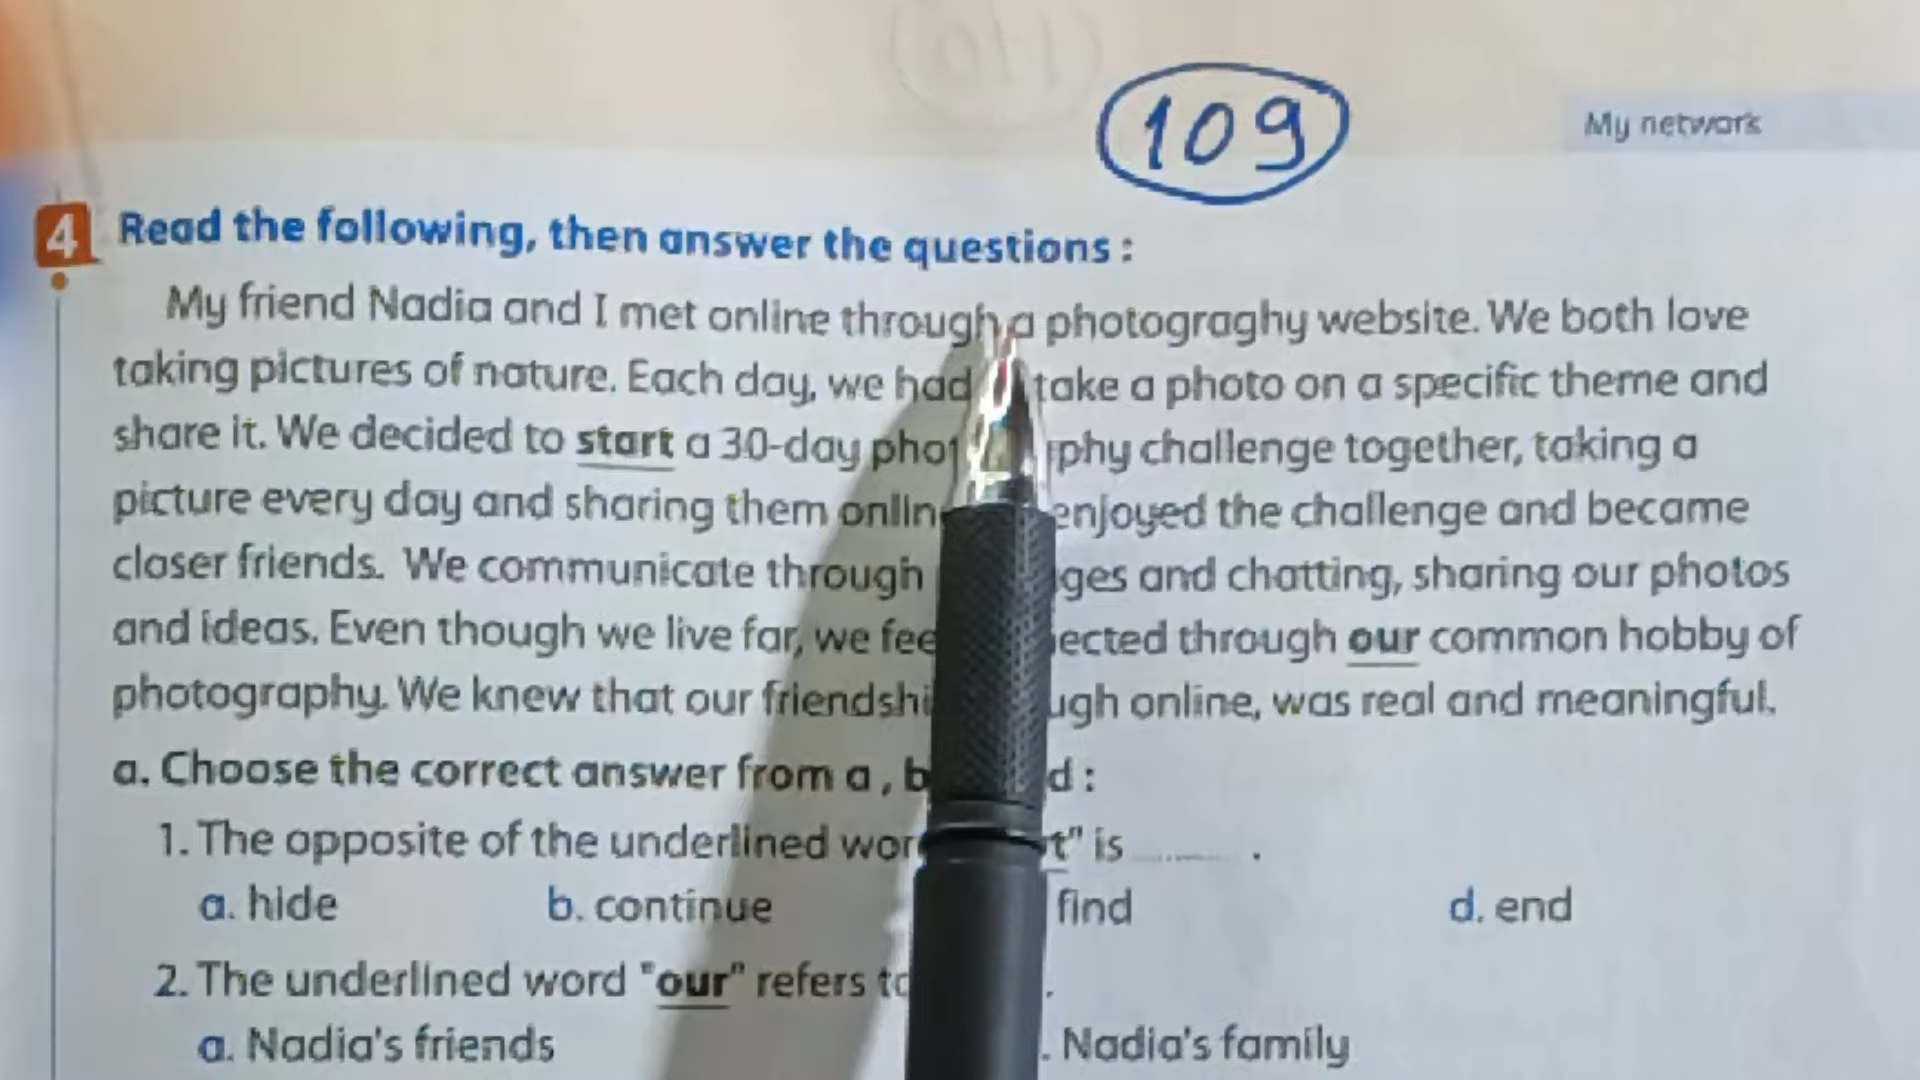 109
My network
4 Read the following, then answer the questions :
My friend Nadia and I met online through a photograghy website. We both love
taking pictures of nature. Each day, we had take a photo on a specific theme and
share it. We decided to start a 30-day phot phy challenge together, taking a
picture every day and sharing them onlin enjoyed the challenge and became
closer friends. We communicate through ges and chatting, sharing our photos
and ideas. Even though we live far, we fee ected through our common hobby of
photography. We knew that our friendshi ugh online, was real and meaningful.
a. Choose the correct answer from a , b d :
1. The opposite of the underlined wor t" is ........ .
a. hide b. continue find d. end
2. The underlined word "our" refers to .
a. Nadia's friends . Nadia's family